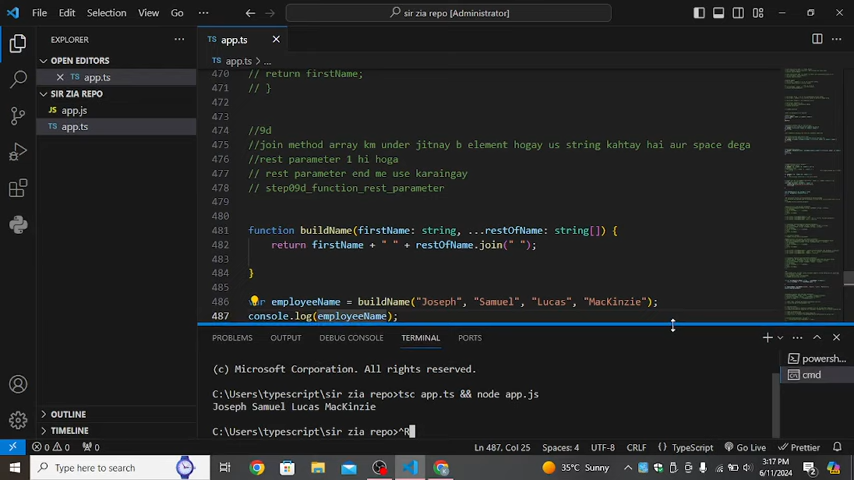 File Edit Selection View Go ··· sir zia repo [Administrator]
EXPLORER
OPEN EDITORS
app.ts
SIR ZIA REPO
app.js
app.ts
OUTLINE
TIMELINE
app.ts
app.ts > ...
470 // return firstName;
471 // }
472
473
474 //9d
475 //join method array km under jitnay b element hogay us string kahtay hai aur space dega
476 //rest parameter 1 hi hoga
477 // rest parameter end me use karaingay
478 // step09d_function_rest_parameter
479
480
481 function buildName(firstName: string, ...restOfName: string[]) {
482 return firstName + " " + restOfName.join(" ");
483
484 }
485
486 var employeeName = buildName("Joseph", "Samuel", "Lucas", "MacKinzie");
487 console.log(employeeName);
PROBLEMS OUTPUT DEBUG CONSOLE TERMINAL PORTS
(c) Microsoft Corporation. All rights reserved.
C:\Users\typescript\sir zia repo>tsc app.ts && node app.js
Joseph Samuel Lucas MacKinzie
C:\Users\typescript\sir zia repo>^R
powersh...
cmd
0 0 0 Ln 487, Col 25 Spaces: 4 UTF-8 CRLF {} TypeScript Go Live Prettier
Type here to search 35°C Sunny 3:17 PM
6/11/2024